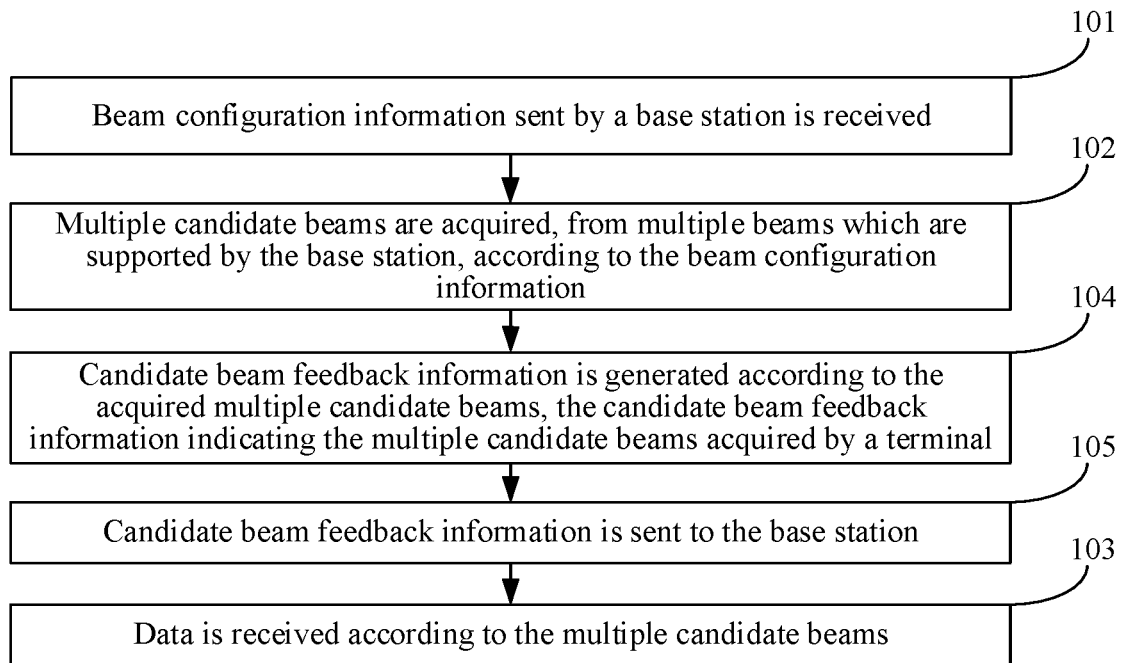 101
Beam configuration information sent by a base station is received
102
Multiple candidate beams are acquired, from multiple beams which are
supported by the base station, according to the beam configuration
information
104
Candidate beam feedback information is generated according to the
acquired multiple candidate beams, the candidate beam feedback
information indicating the multiple candidate beams acquired by a terminal
105
Candidate beam feedback information is sent to the base station
103
Data is received according to the multiple candidate beams